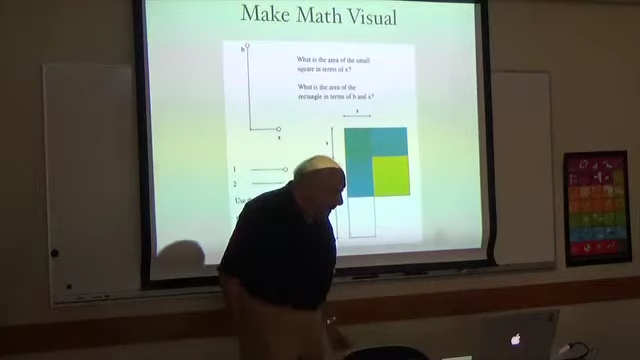 Make Math Visual
b
What is the area of the small
square in terms of x?
What is the area of the
rectangle in terms of b and x?
x
x
x
1
2